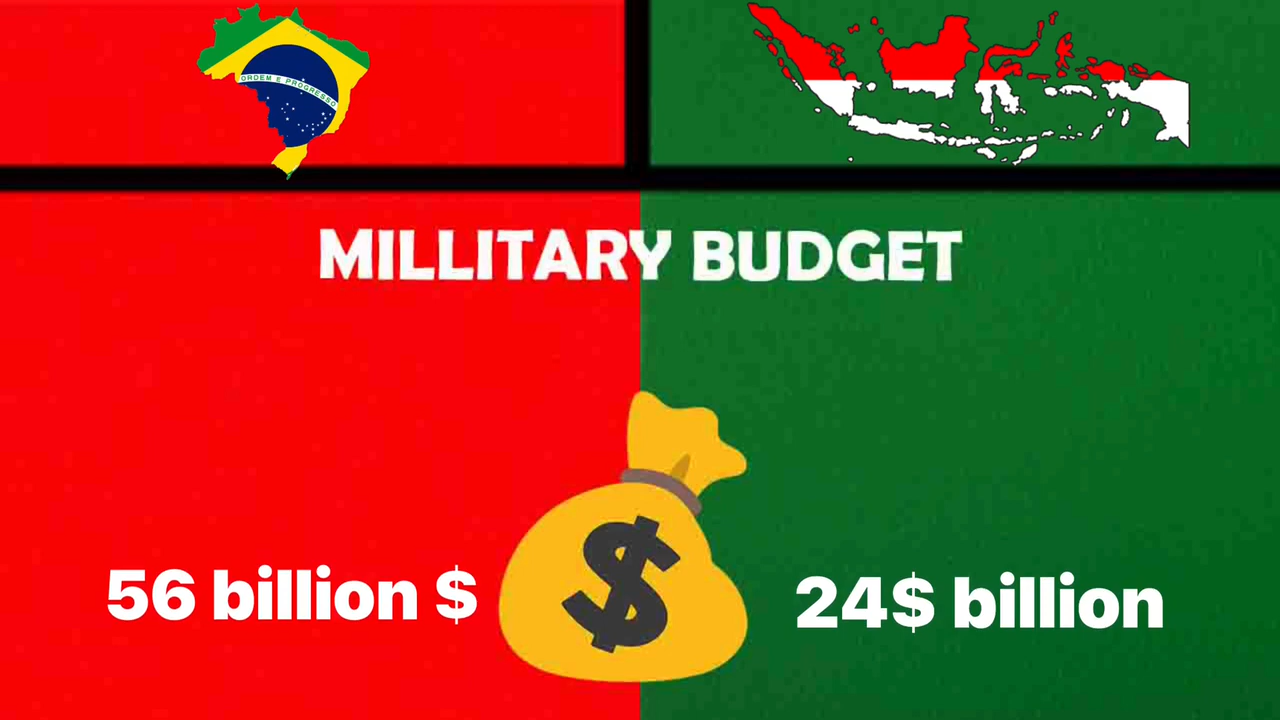 ORDEM E PROGRESSO
MILLITARY BUDGET
56 billion $
24$ billion
$